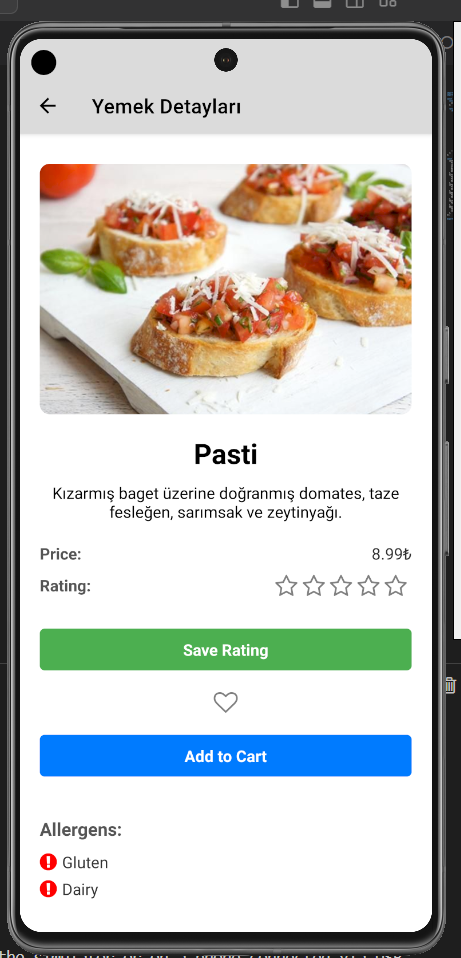 Yemek Detayları
Pasti
Kızarmış baget üzerine doğranmış domates, taze
fesleğen, sarımsak ve zeytinyağı.
Price: 8.99₺
Rating:
Save Rating
Add to Cart
Allergens:
Gluten
Dairy